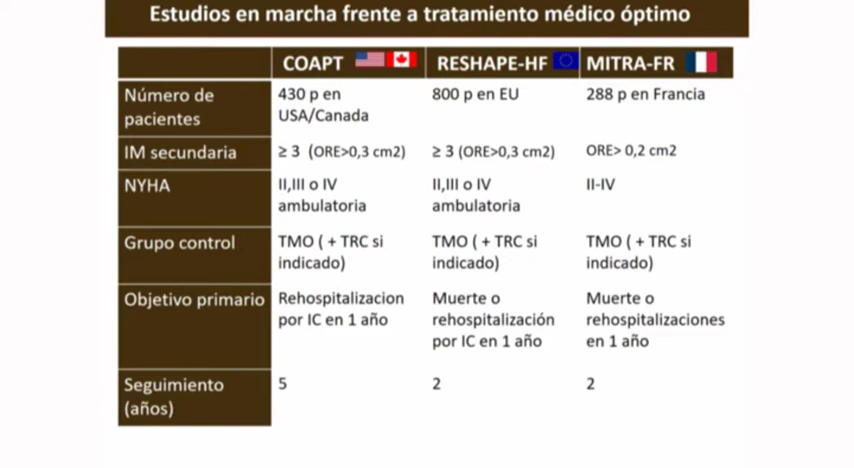 Estudios en marcha frente a tratamiento médico óptimo
COAPT RESHAPE-HF MITRA-FR
Número de pacientes 430 p en USA/Canada 800 p en EU 288 p en Francia
IM secundaria ≥ 3 (ORE>0,3 cm2) ≥ 3 (ORE>0,3 cm2) ORE> 0,2 cm2
NYHA II,III o IV ambulatoria II,III o IV ambulatoria II-IV
Grupo control TMO ( + TRC si indicado) TMO ( + TRC si indicado) TMO ( + TRC si indicado)
Objetivo primario Rehospitalizacion por IC en 1 año Muerte o rehospitalización por IC en 1 año Muerte o rehospitalizaciones en 1 año
Seguimiento (años) 5 2 2